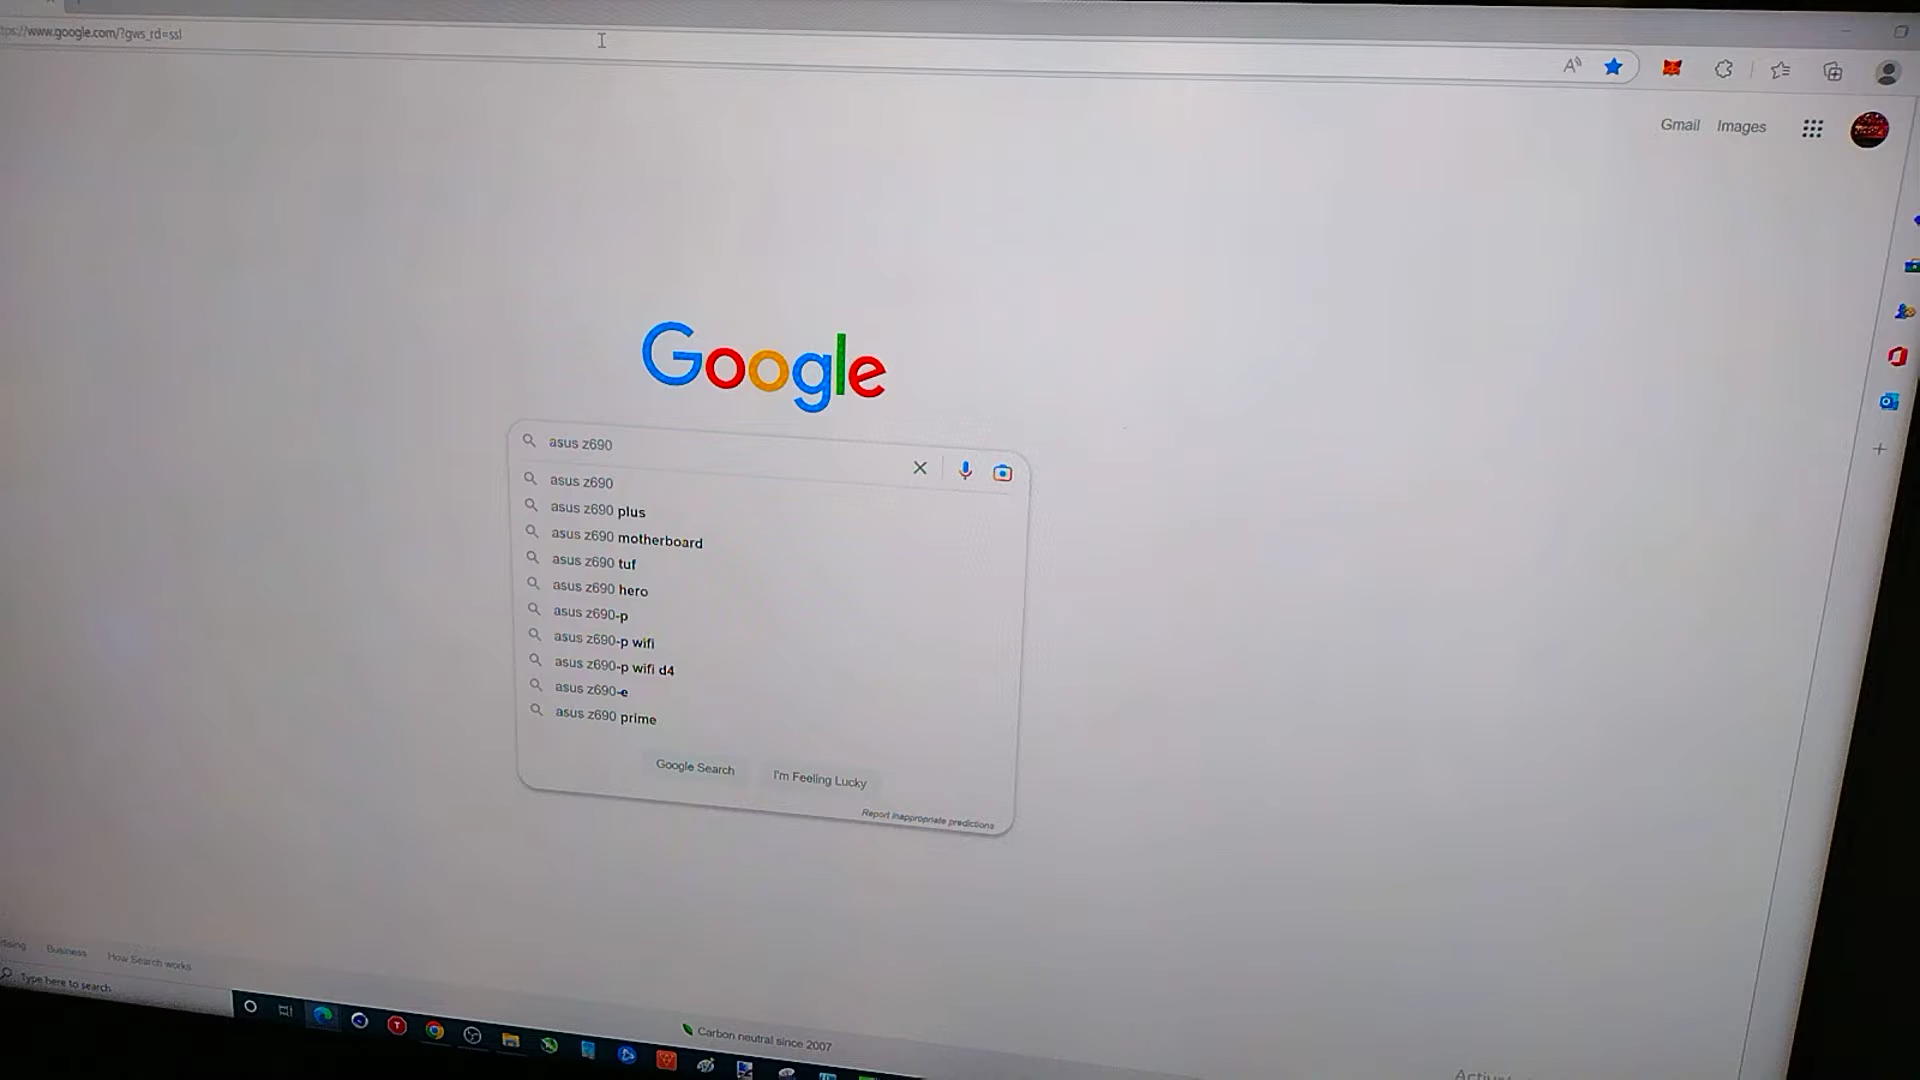 tps://www.google.com/?gws_rd=ssl
Gmail Images
Google
asus z690
asus z690
asus z690 plus
asus z690 motherboard
asus z690 tuf
asus z690 hero
asus z690-p
asus z690-p wifi
asus z690-p wifi d4
asus z690-e
asus z690 prime
Google Search I'm Feeling Lucky
Report inappropriate predictions
rtising Business How Search works
Type here to search
Carbon neutral since 2007